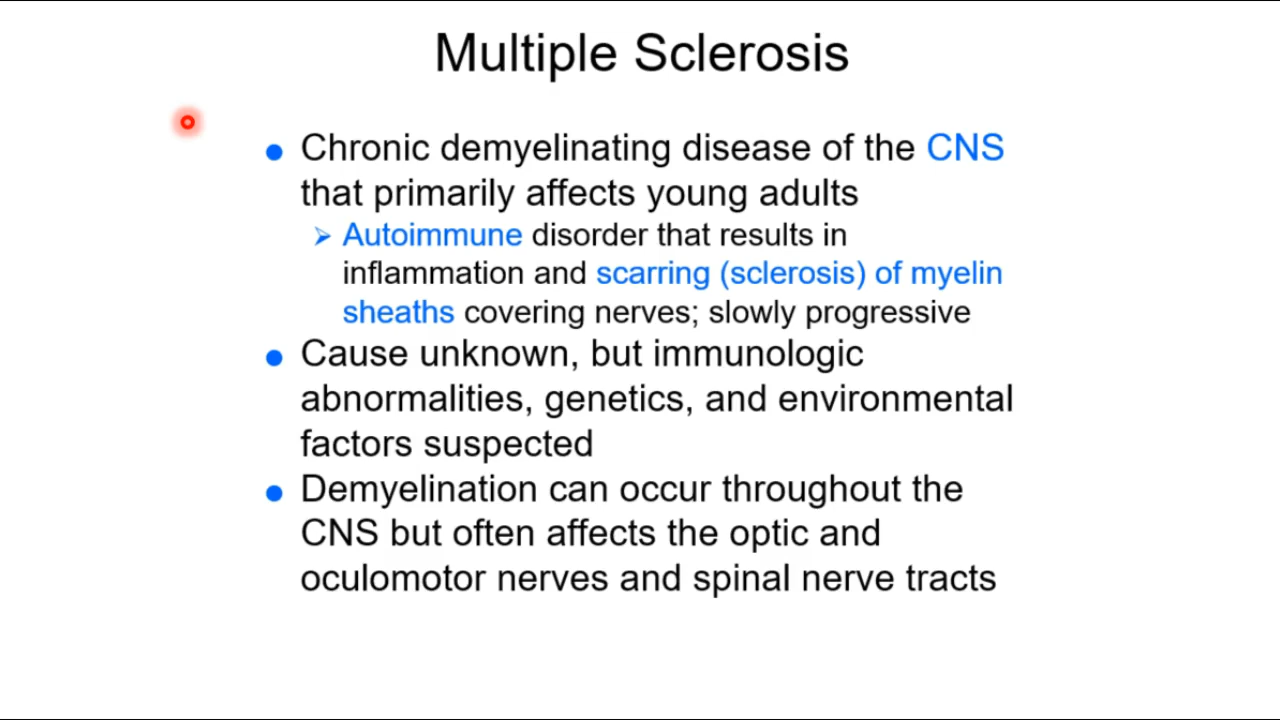 Multiple Sclerosis
Chronic demyelinating disease of the CNS
that primarily affects young adults
Autoimmune disorder that results in
inflammation and scarring (sclerosis) of myelin
sheaths covering nerves; slowly progressive
Cause unknown, but immunologic
abnormalities, genetics, and environmental
factors suspected
Demyelination can occur throughout the
CNS but often affects the optic and
oculomotor nerves and spinal nerve tracts